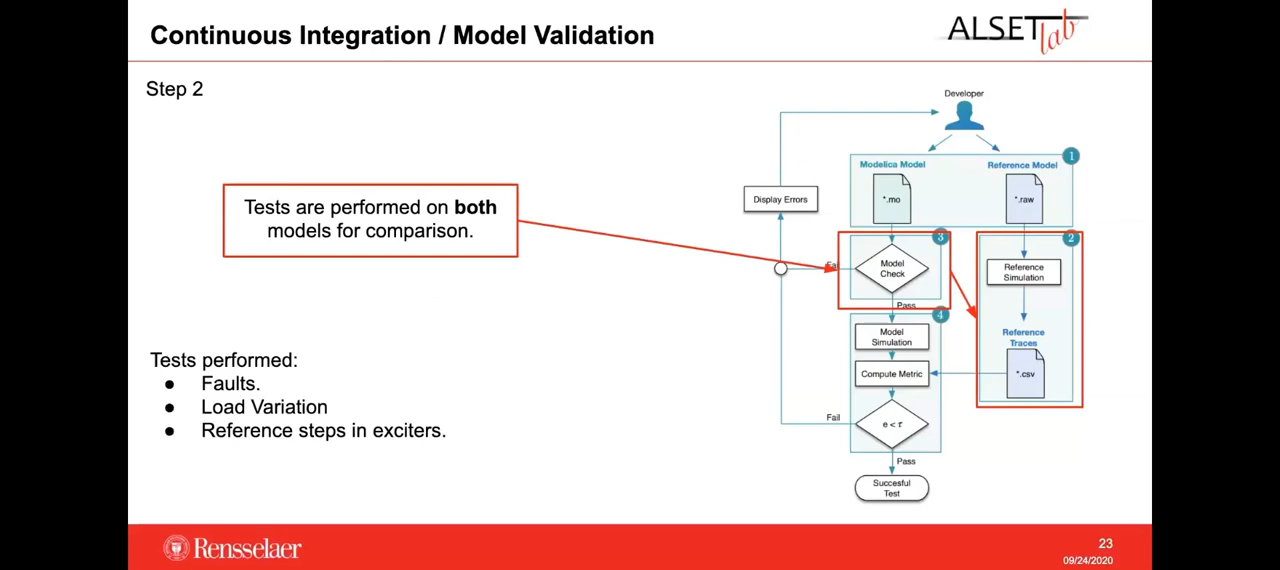 Continuous Integration / Model Validation
ALSETlab
Step 2
Tests are performed on both
models for comparison.
Tests performed:
● Faults.
● Load Variation
● Reference steps in exciters.
Developer
1
Modelica Model
Reference Model
*.mo
*.raw
Display Errors
3
2
Fail
Model
Check
Reference
Simulation
Pass
4
Model
Simulation
Reference
Traces
Compute Metric
*.csv
Fail
e < τ
Pass
Succesful
Test
Rensselaer
23
09/24/2020